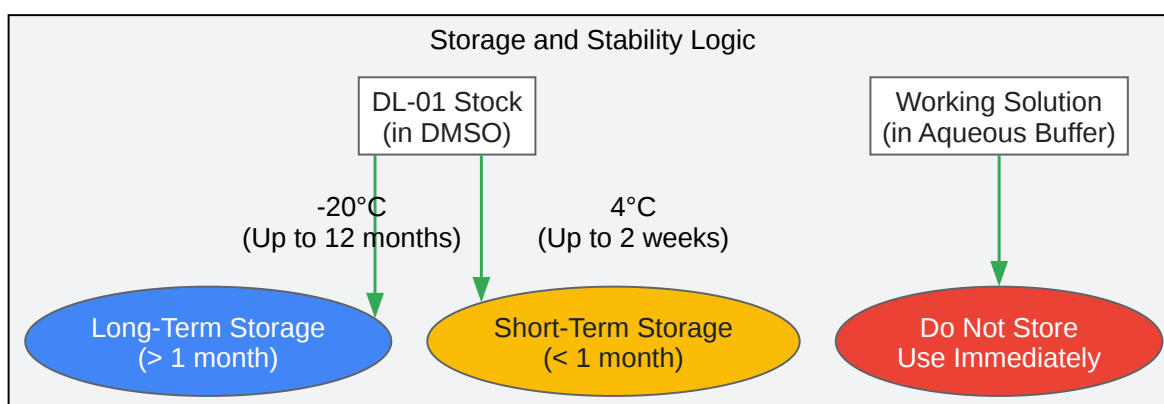 Storage and Stability Logic
DL-01 Stock
(in DMSO)
Working Solution
(in Aqueous Buffer)
-20°C
(Up to 12 months)
4°C
(Up to 2 weeks)
Long-Term Storage
(> 1 month)
Short-Term Storage
(< 1 month)
Do Not Store
Use Immediately